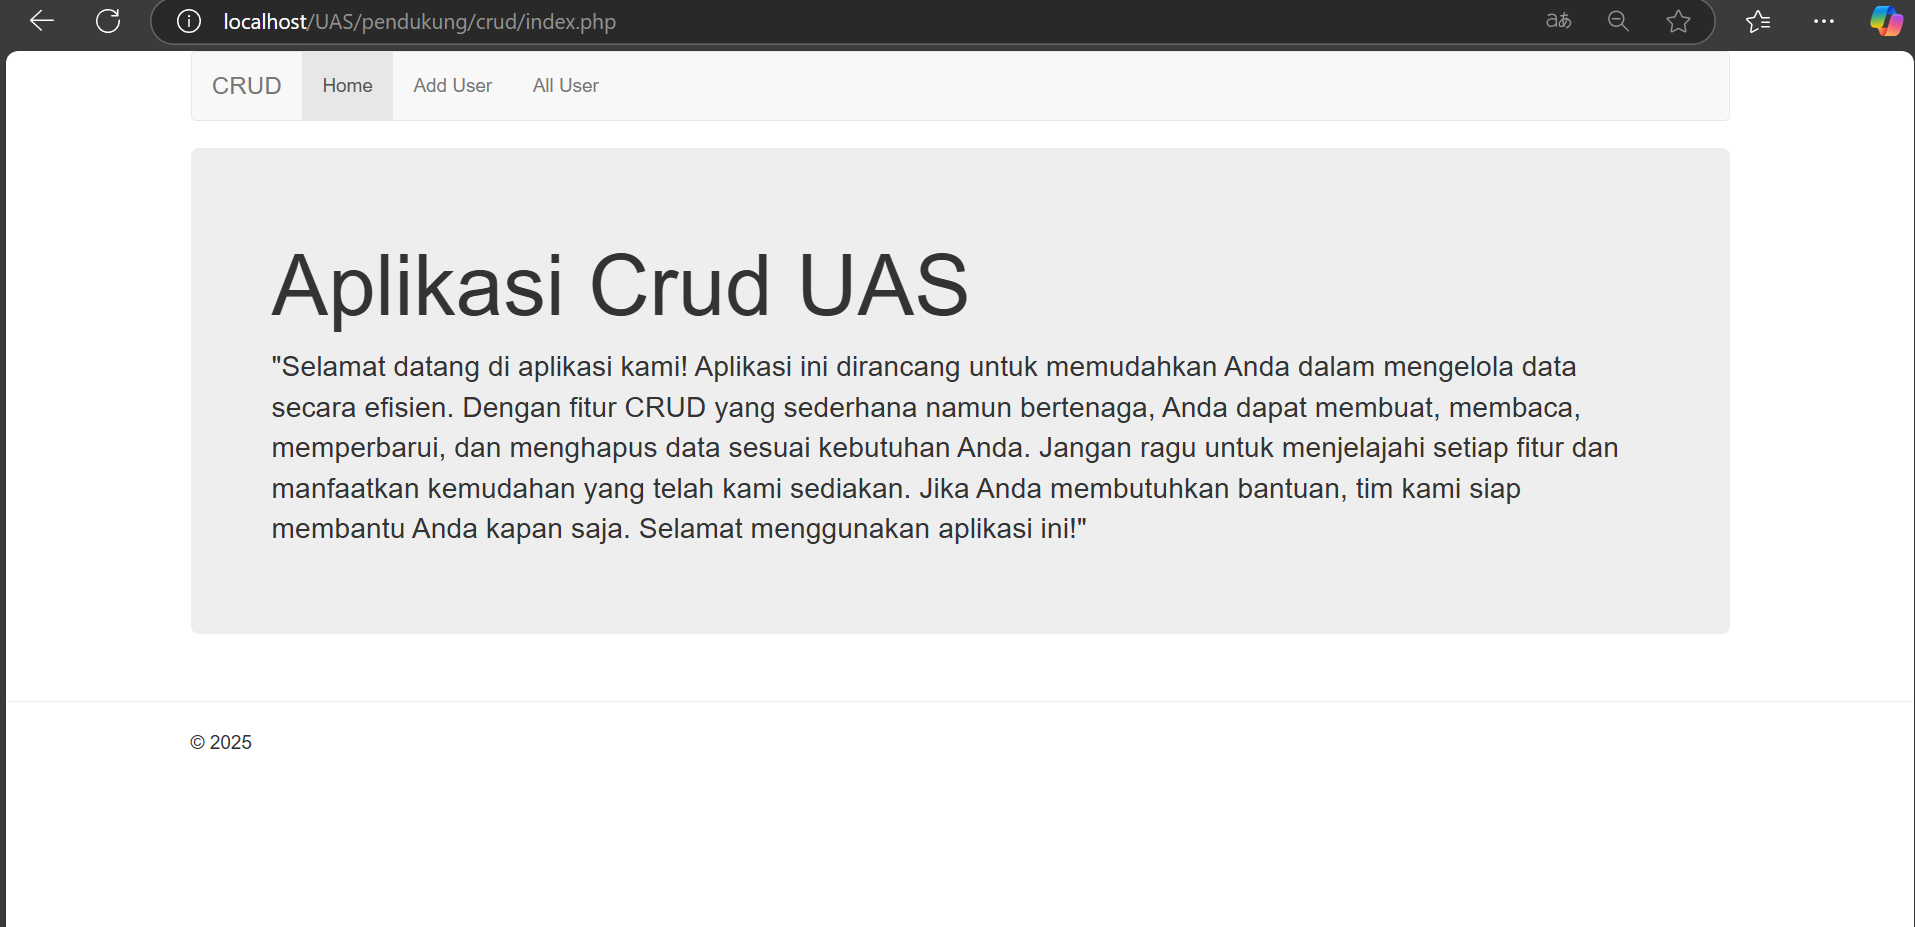 localhost/UAS/pendukung/crud/index.php
aあ
CRUD Home Add User All User
Aplikasi Crud UAS
"Selamat datang di aplikasi kami! Aplikasi ini dirancang untuk memudahkan Anda dalam mengelola data
secara efisien. Dengan fitur CRUD yang sederhana namun bertenaga, Anda dapat membuat, membaca,
memperbarui, dan menghapus data sesuai kebutuhan Anda. Jangan ragu untuk menjelajahi setiap fitur dan
manfaatkan kemudahan yang telah kami sediakan. Jika Anda membutuhkan bantuan, tim kami siap
membantu Anda kapan saja. Selamat menggunakan aplikasi ini!"
© 2025